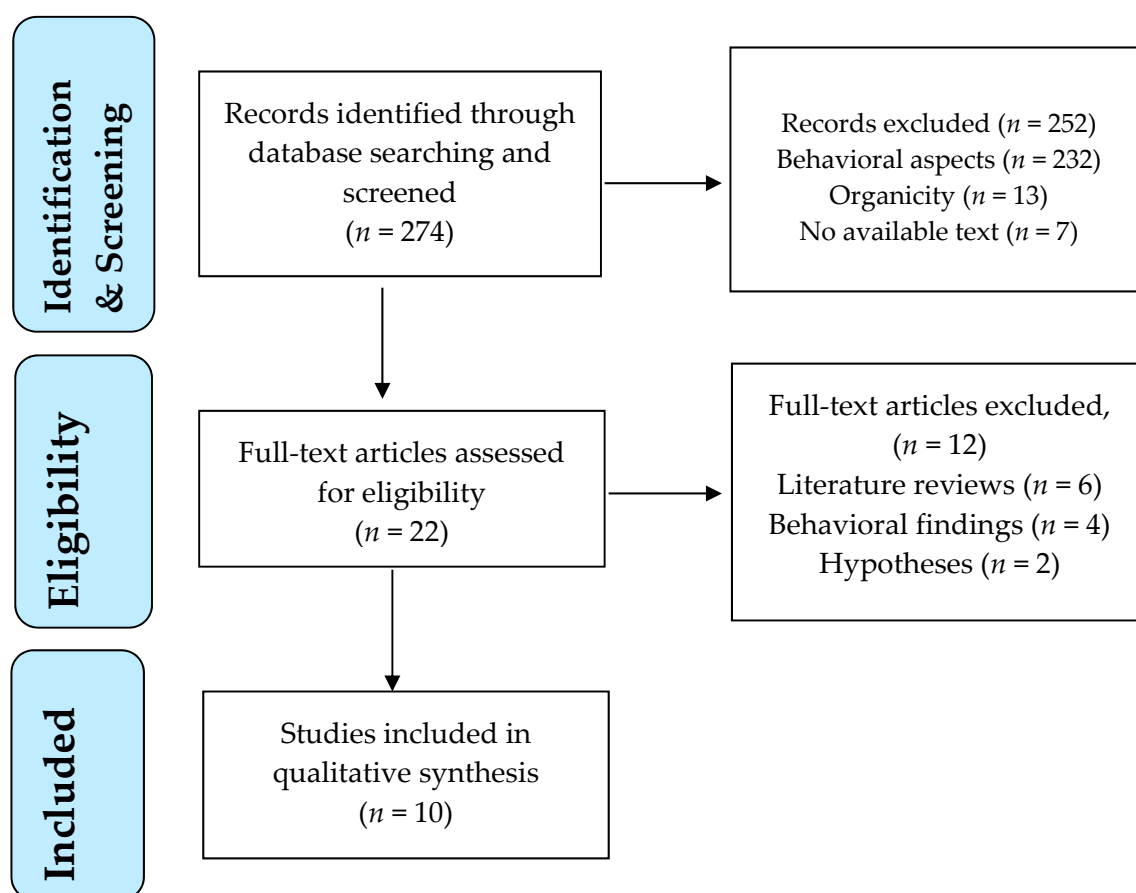 Identification
& Screening
Records identified through
database searching and
screened
(n = 274)
Records excluded (n = 252)
Behavioral aspects (n = 232)
Organicity (n = 13)
No available text (n = 7)
Eligibility
Full-text articles assessed
for eligibility
(n = 22)
Full-text articles excluded,
(n = 12)
Literature reviews (n = 6)
Behavioral findings (n = 4)
Hypotheses (n = 2)
Included
Studies included in
qualitative synthesis
(n = 10)